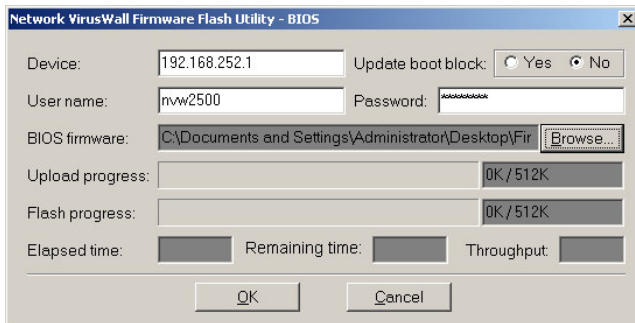 Network VirusWall Firmware Flash Utility - BIOS
Device: 192.168.252.1 Update boot block: Yes No
User name: nvw2500 Password: *********
BIOS firmware: C:\Documents and Settings\Administrator\Desktop\Fir Browse...
Upload progress: 0K / 512K
Flash progress: 0K / 512K
Elapsed time: Remaining time: Throughput:
OK Cancel